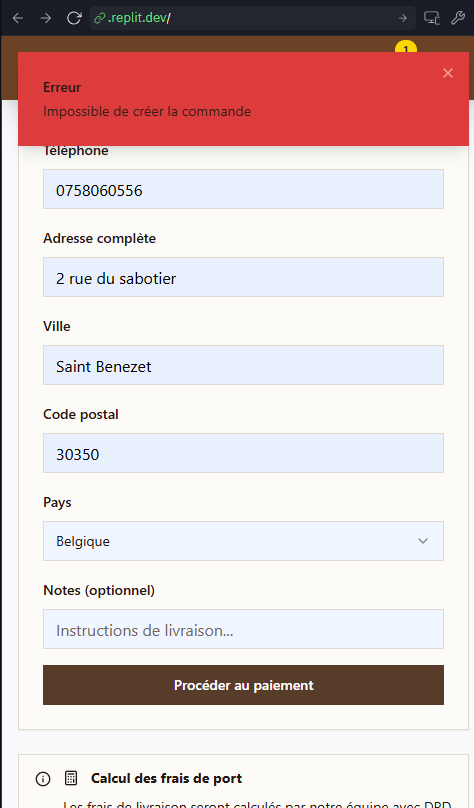 .replit.dev/
1
Erreur
Impossible de créer la commande
Téléphone
0758060556
Adresse complète
2 rue du sabotier
Ville
Saint Benezet
Code postal
30350
Pays
Belgique
Notes (optionnel)
Instructions de livraison...
Procéder au paiement
Calcul des frais de port
Les frais de livraison seront calculés par notre équipe avec DPD